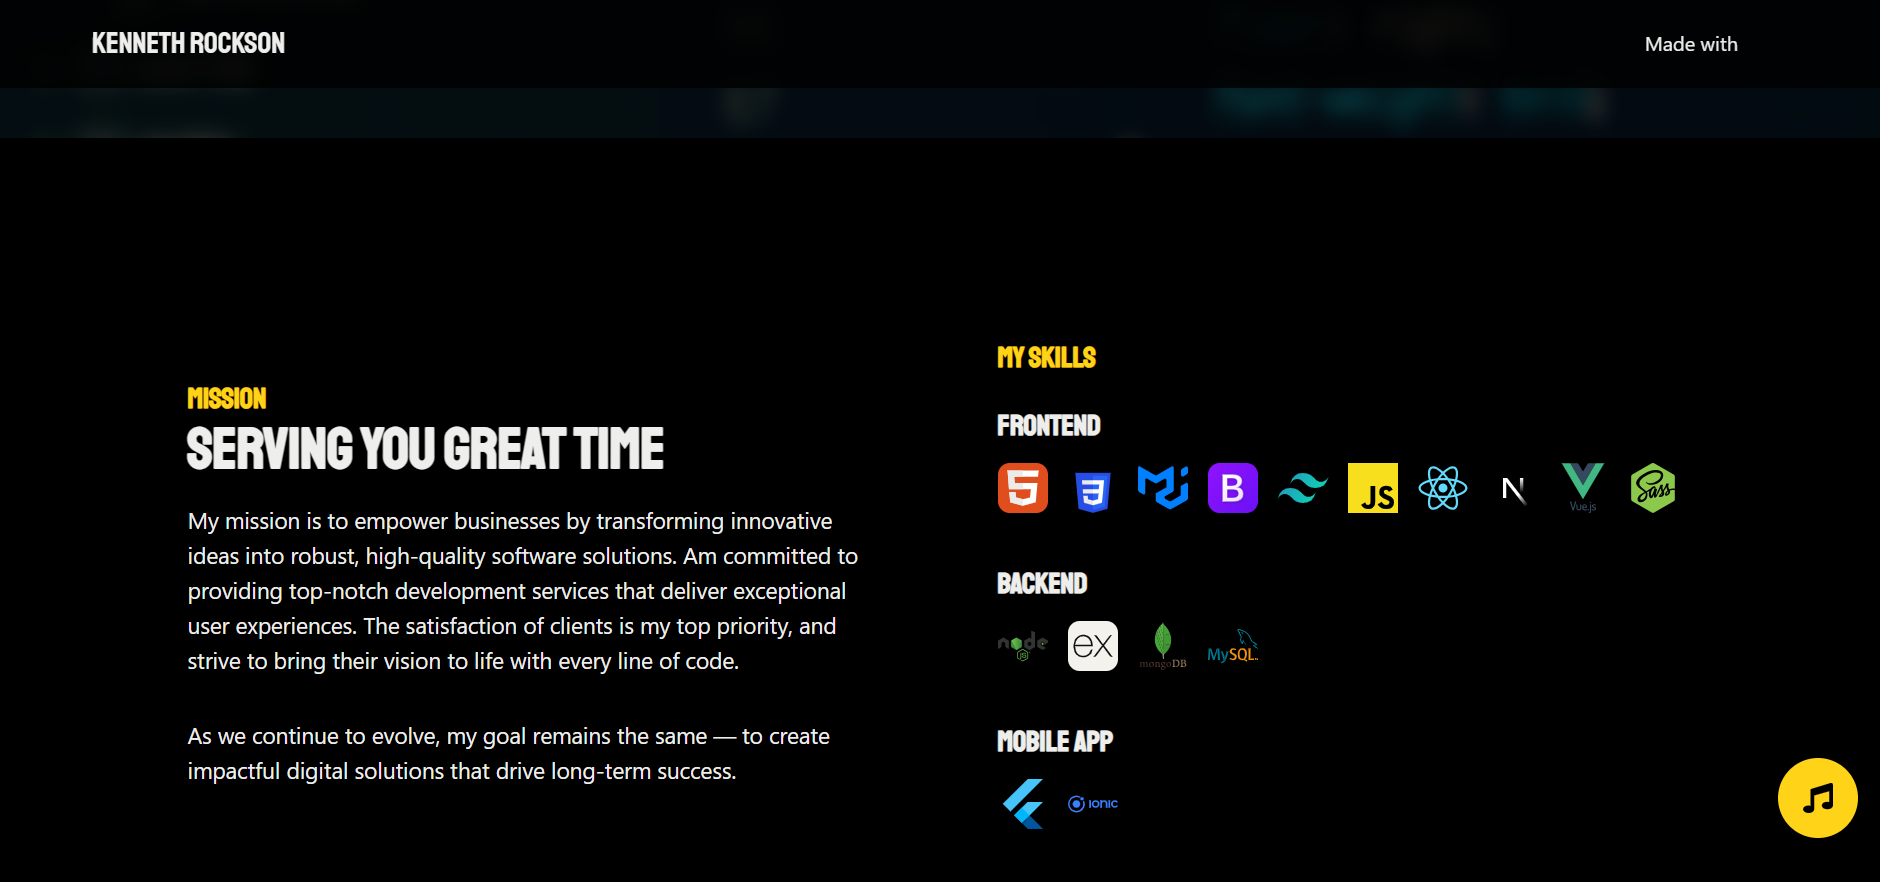 KENNETH ROCKSON
Made with
MISSION
SERVING YOU GREAT TIME
My mission is to empower businesses by transforming innovative
ideas into robust, high-quality software solutions. Am committed to
providing top-notch development services that deliver exceptional
user experiences. The satisfaction of clients is my top priority, and
strive to bring their vision to life with every line of code.
As we continue to evolve, my goal remains the same — to create
impactful digital solutions that drive long-term success.
MY SKILLS
FRONTEND
5 3 B JS N Vue.js Sass
BACKEND
node JS ex mongoDB MySQL
MOBILE APP
IONIC